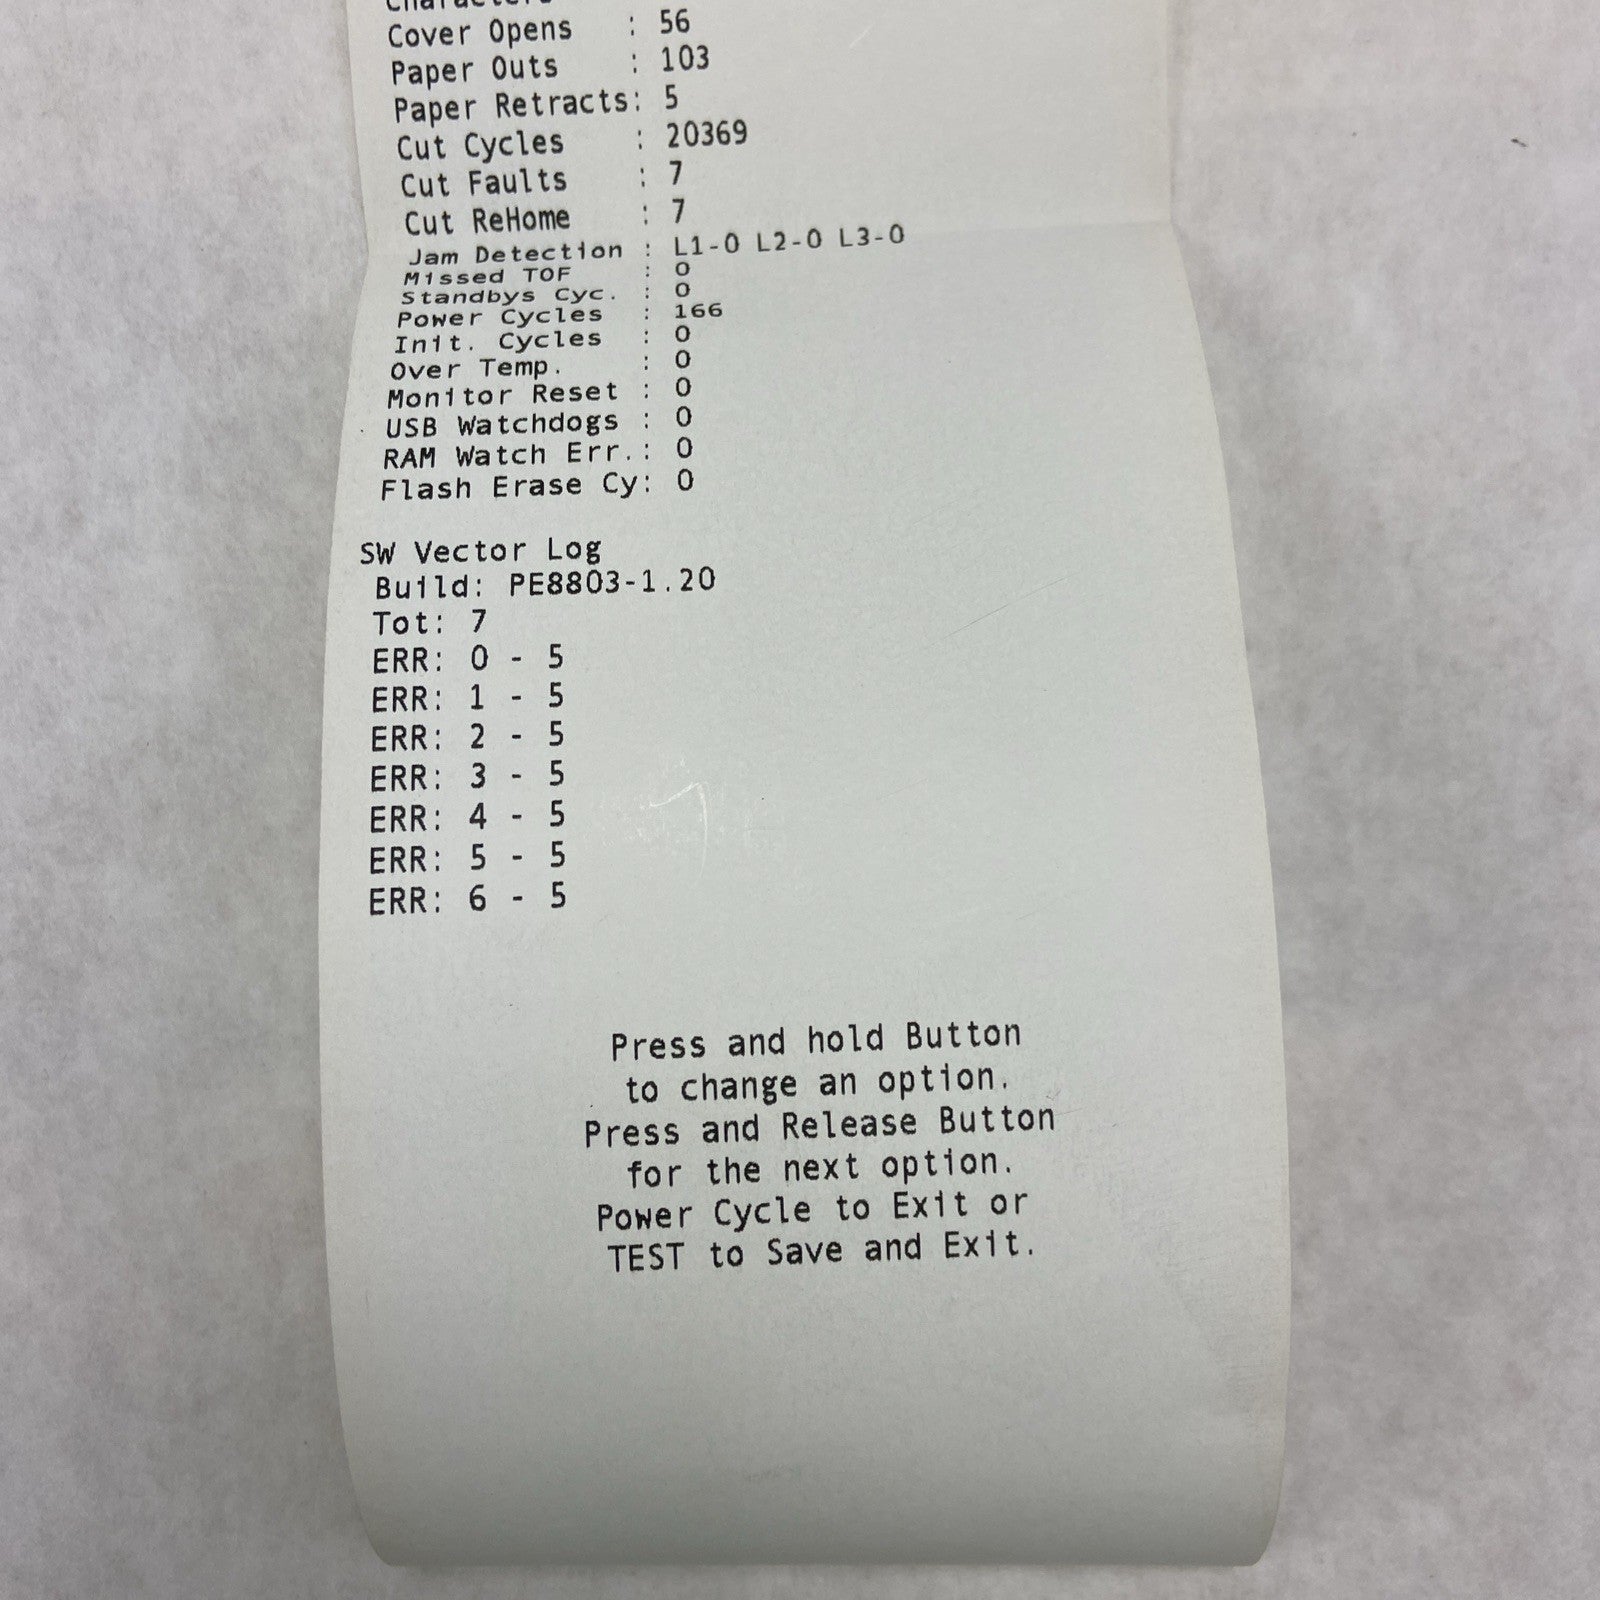 Characters
Cover Opens : 56
Paper Outs : 103
Paper Retracts: 5
Cut Cycles : 20369
Cut Faults : 7
Cut ReHome : 7
Jam Detection : L1-0 L2-0 L3-0
Missed TOF : 0
Standbys Cyc. : 0
Power Cycles : 166
Init. Cycles : 0
Over Temp. : 0
Monitor Reset : 0
USB Watchdogs : 0
RAM Watch Err.: 0
Flash Erase Cy: 0
SW Vector Log
Build: PE8803-1.20
Tot: 7
ERR: 0 - 5
ERR: 1 - 5
ERR: 2 - 5
ERR: 3 - 5
ERR: 4 - 5
ERR: 5 - 5
ERR: 6 - 5
Press and hold Button
to change an option.
Press and Release Button
for the next option.
Power Cycle to Exit or
TEST to Save and Exit.